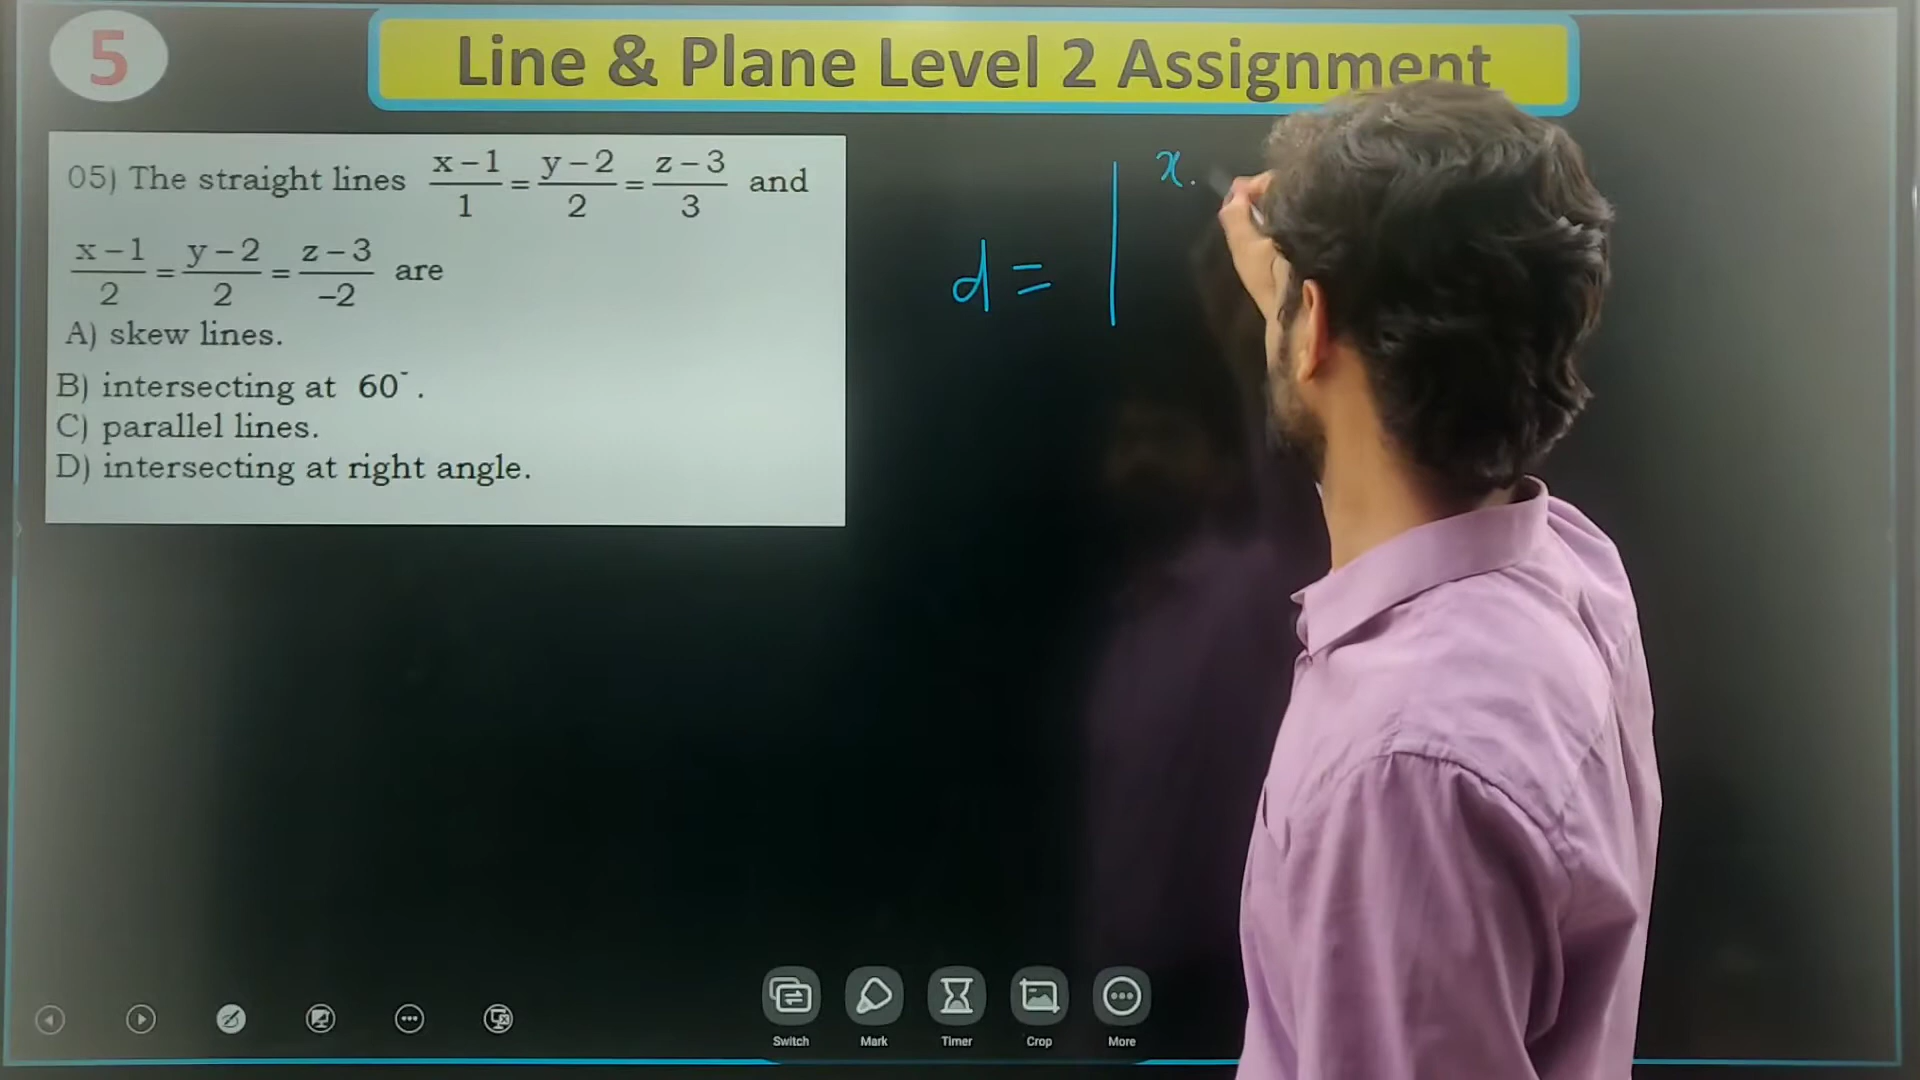 5
Line & Plane Level 2 Assignment
05) The straight lines (x-1)/1 = (y-2)/2 = (z-3)/3 and
(x-1)/2 = (y-2)/2 = (z-3)/-2 are
A) skew lines.
B) intersecting at 60˘.
C) parallel lines.
D) intersecting at right angle.
d = | x
Switch Mark Timer Crop More